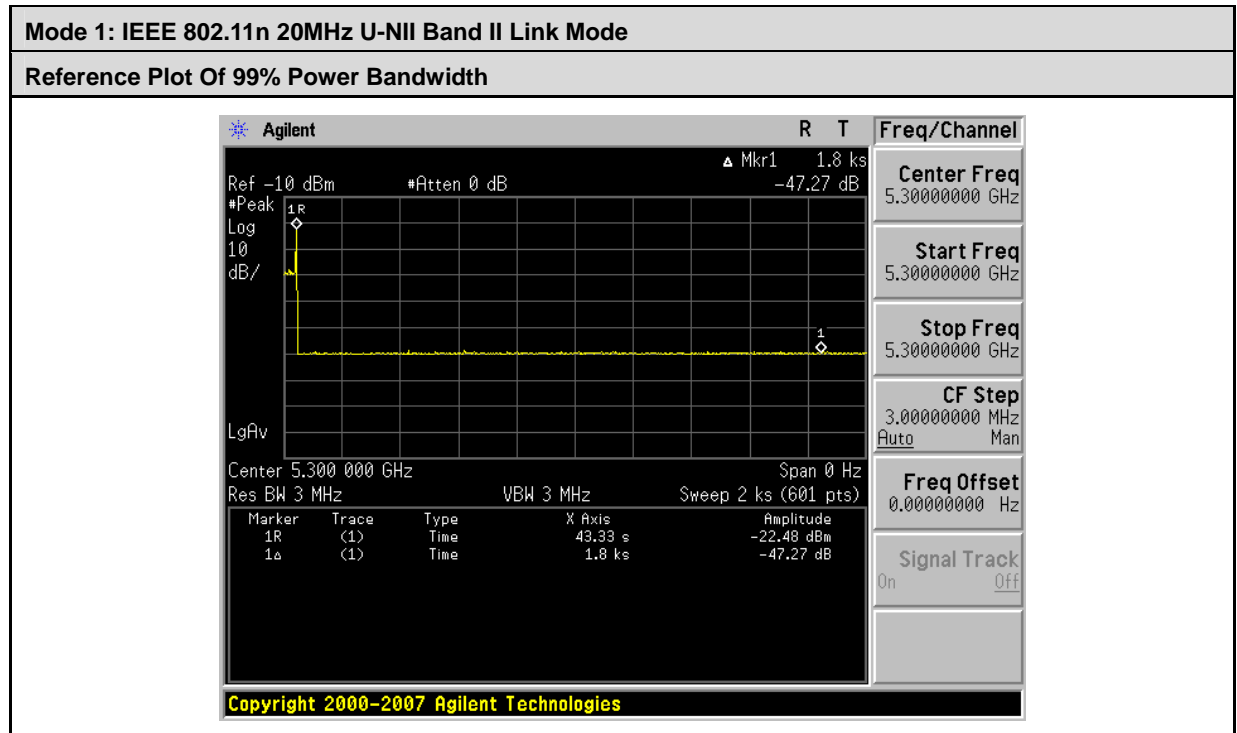 Mode 1: IEEE 802.11n 20MHz U-NII Band II Link Mode
Reference Plot Of 99% Power Bandwidth
Agilent R T
Δ Mkr1 1.8 ks
Ref -10 dBm #Atten 0 dB -47.27 dB
#Peak
Log
10
dB/
1R
1
LgAv
Center 5.300 000 GHz Span 0 Hz
Res BW 3 MHz VBW 3 MHz Sweep 2 ks (601 pts)
Marker Trace Type X Axis Amplitude
1R (1) Time 43.33 s -22.48 dBm
1Δ (1) Time 1.8 ks -47.27 dB
Copyright 2000-2007 Agilent Technologies
Freq/Channel
Center Freq
5.30000000 GHz
Start Freq
5.30000000 GHz
Stop Freq
5.30000000 GHz
CF Step
3.00000000 MHz
Auto Man
Freq Offset
0.00000000 Hz
Signal Track
On Off